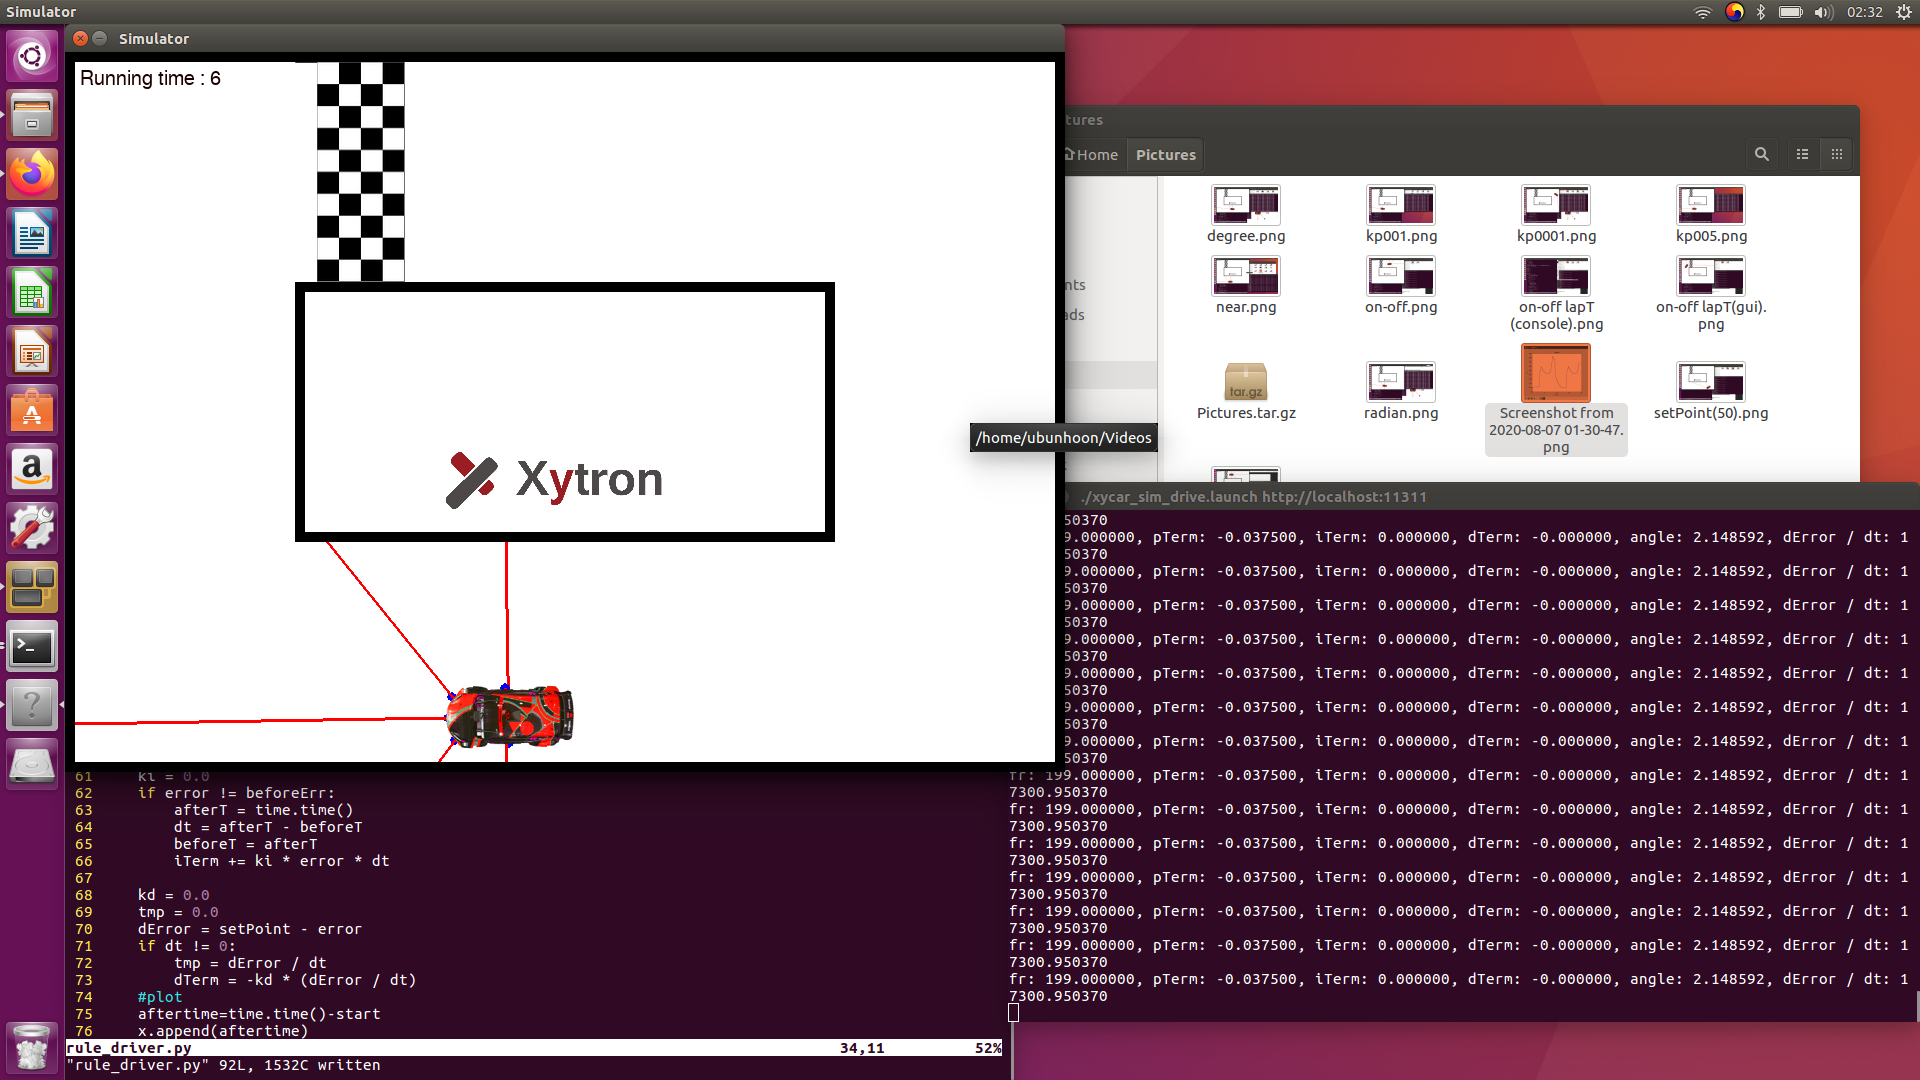 Simulator
02:32
Simulator
Running time : 6
Xytron
tures
Home
Pictures
nts
ads
degree.png
kp001.png
kp0001.png
kp005.png
near.png
on-off.png
on-off lapT
(console).png
on-off lapT(gui).
png
tar.gz
Pictures.tar.gz
radian.png
Screenshot from
2020-08-07 01-30-47.
png
setPoint(50).png
/home/ubunhoon/Videos
./xycar_sim_drive.launch http://localhost:11311
50370
9.000000, pTerm: -0.037500, iTerm: 0.000000, dTerm: -0.000000, angle: 2.148592, dError / dt: 1
50370
9.000000, pTerm: -0.037500, iTerm: 0.000000, dTerm: -0.000000, angle: 2.148592, dError / dt: 1
50370
9.000000, pTerm: -0.037500, iTerm: 0.000000, dTerm: -0.000000, angle: 2.148592, dError / dt: 1
50370
9.000000, pTerm: -0.037500, iTerm: 0.000000, dTerm: -0.000000, angle: 2.148592, dError / dt: 1
50370
9.000000, pTerm: -0.037500, iTerm: 0.000000, dTerm: -0.000000, angle: 2.148592, dError / dt: 1
50370
9.000000, pTerm: -0.037500, iTerm: 0.000000, dTerm: -0.000000, angle: 2.148592, dError / dt: 1
50370
9.000000, pTerm: -0.037500, iTerm: 0.000000, dTerm: -0.000000, angle: 2.148592, dError / dt: 1
50370
fr: 199.000000, pTerm: -0.037500, iTerm: 0.000000, dTerm: -0.000000, angle: 2.148592, dError / dt: 1
7300.950370
fr: 199.000000, pTerm: -0.037500, iTerm: 0.000000, dTerm: -0.000000, angle: 2.148592, dError / dt: 1
7300.950370
fr: 199.000000, pTerm: -0.037500, iTerm: 0.000000, dTerm: -0.000000, angle: 2.148592, dError / dt: 1
7300.950370
fr: 199.000000, pTerm: -0.037500, iTerm: 0.000000, dTerm: -0.000000, angle: 2.148592, dError / dt: 1
7300.950370
fr: 199.000000, pTerm: -0.037500, iTerm: 0.000000, dTerm: -0.000000, angle: 2.148592, dError / dt: 1
7300.950370
fr: 199.000000, pTerm: -0.037500, iTerm: 0.000000, dTerm: -0.000000, angle: 2.148592, dError / dt: 1
7300.950370
fr: 199.000000, pTerm: -0.037500, iTerm: 0.000000, dTerm: -0.000000, angle: 2.148592, dError / dt: 1
7300.950370
61 ki = 0.0
62 if error != beforeErr:
63 afterT = time.time()
64 dt = afterT - beforeT
65 beforeT = afterT
66 iTerm += ki * error * dt
67
68 kd = 0.0
69 tmp = 0.0
70 dError = setPoint - error
71 if dt != 0:
72 tmp = dError / dt
73 dTerm = -kd * (dError / dt)
74 #plot
75 aftertime=time.time()-start
76 x.append(aftertime)
rule_driver.py 34,11 52%
"rule_driver.py" 92L, 1532C written